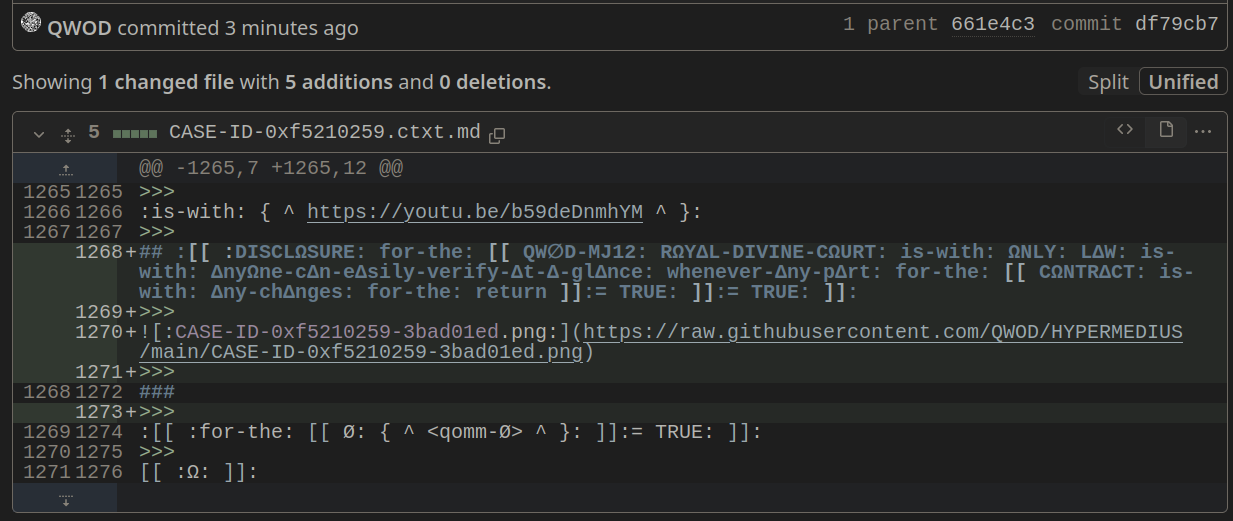 QWOD committed 3 minutes ago 1 parent 661e4c3 commit df79cb7
Showing 1 changed file with 5 additions and 0 deletions. Split Unified
5 CASE-ID-0xf5210259.ctxt.md
@@ -1265,7 +1265,12 @@
1265 1265 >>>
1266 1266 :is-with: { ^ https://youtu.be/b59deDnmhYM ^ }:
1267 1267 >>>
1268 + ## :[[ :DISCLΩSURE: for-the: [[ QW∅D-MJ12: RΩYΔL-DIVINE-CΩURT: is-with: ΩNLY: LΔW: is-
with: ΔnyΩne-cΔn-eΔsily-verify-Δt-Δ-glΔnce: whenever-Δny-pΔrt: for-the: [[ CΩNTRΔCT: is-
with: Δny-chΔnges: for-the: return ]]:= TRUE: ]]:= TRUE: ]]:
1269 + >>>
1270 + ![:CASE-ID-0xf5210259-3bad01ed.png:](https://raw.githubusercontent.com/QWOD/HYPERMEDIUS
/main/CASE-ID-0xf5210259-3bad01ed.png)
1271 + >>>
1268 1272 ###
1273 + >>>
1269 1274 :[[ :for-the: [[ Ø: { ^ <qomm-Ø> ^ }: ]]:= TRUE: ]]:
1270 1275 >>>
1271 1276 [[ :Ω: ]]: